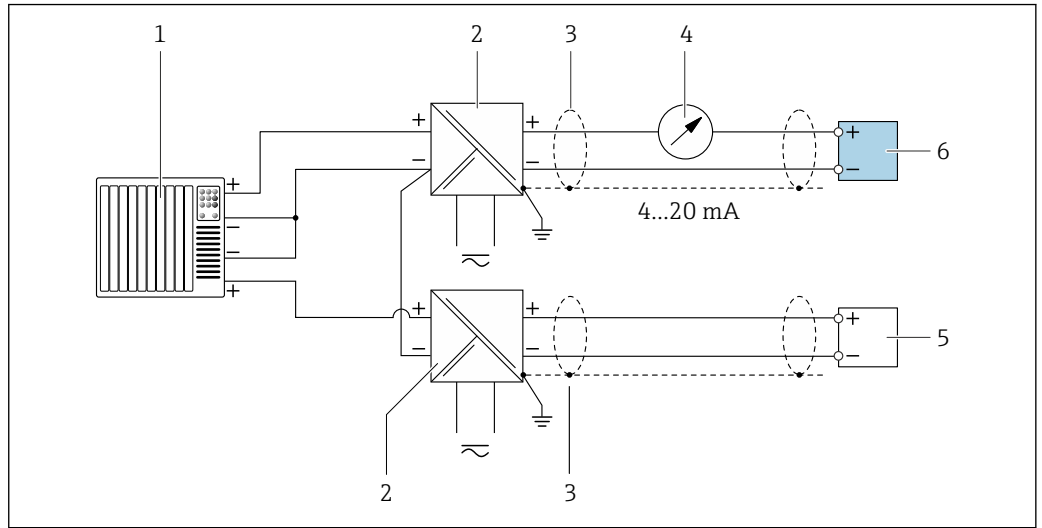 1 2 3 4
+ +
+ 6
− − −
+
4...20 mA
−
−
+
+ + +
5
− − −
2 3